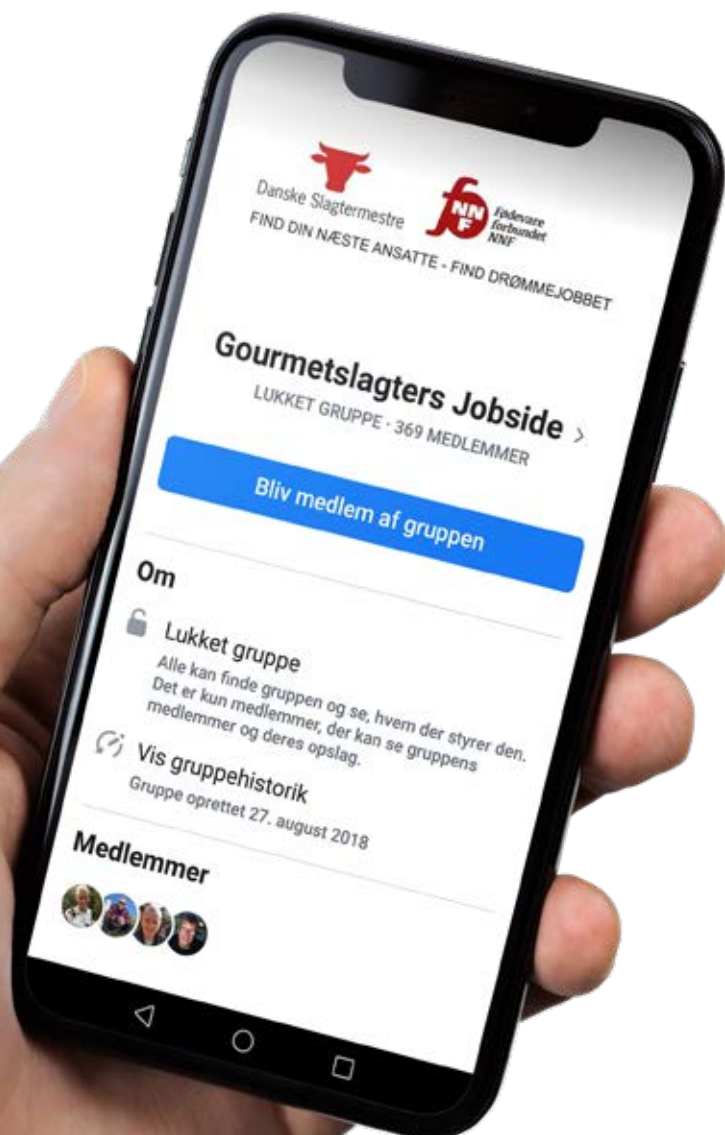 Danske Slagtermestre
NNF
F
Fødevare
forbundet
NNF
FIND DIN NÆSTE ANSATTE - FIND DRØMMEJOBBET
Gourmetslagters Jobside >
LUKKET GRUPPE · 369 MEDLEMMER
Bliv medlem af gruppen
Om
Lukket gruppe
Alle kan finde gruppen og se, hvem der styrer den.
Det er kun medlemmer, der kan se gruppens
medlemmer og deres opslag.
Vis gruppehistorik
Gruppe oprettet 27. august 2018
Medlemmer